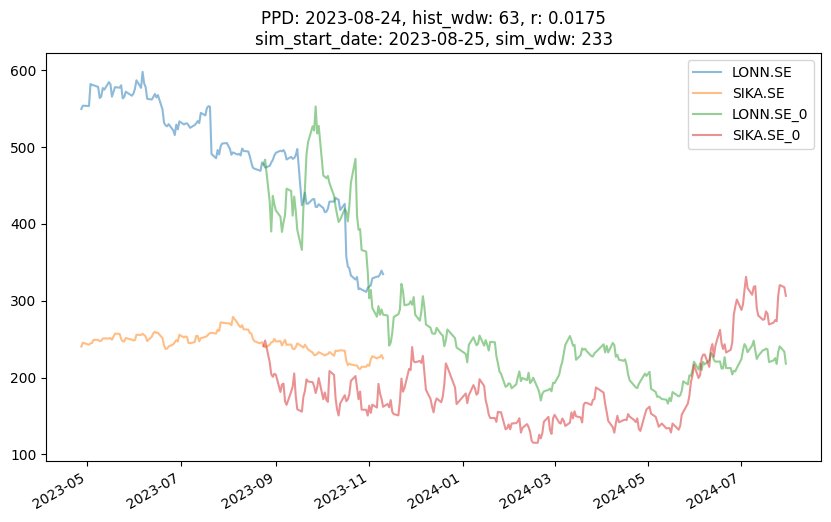 PPD: 2023-08-24, hist_wdw: 63, r: 0.0175
sim_start_date: 2023-08-25, sim_wdw: 233
LONN.SE
SIKA.SE
LONN.SE_0
SIKA.SE_0
600
500
400
300
200
100
2023-05
2023-07
2023-09
2023-11
2024-01
2024-03
2024-05
2024-07